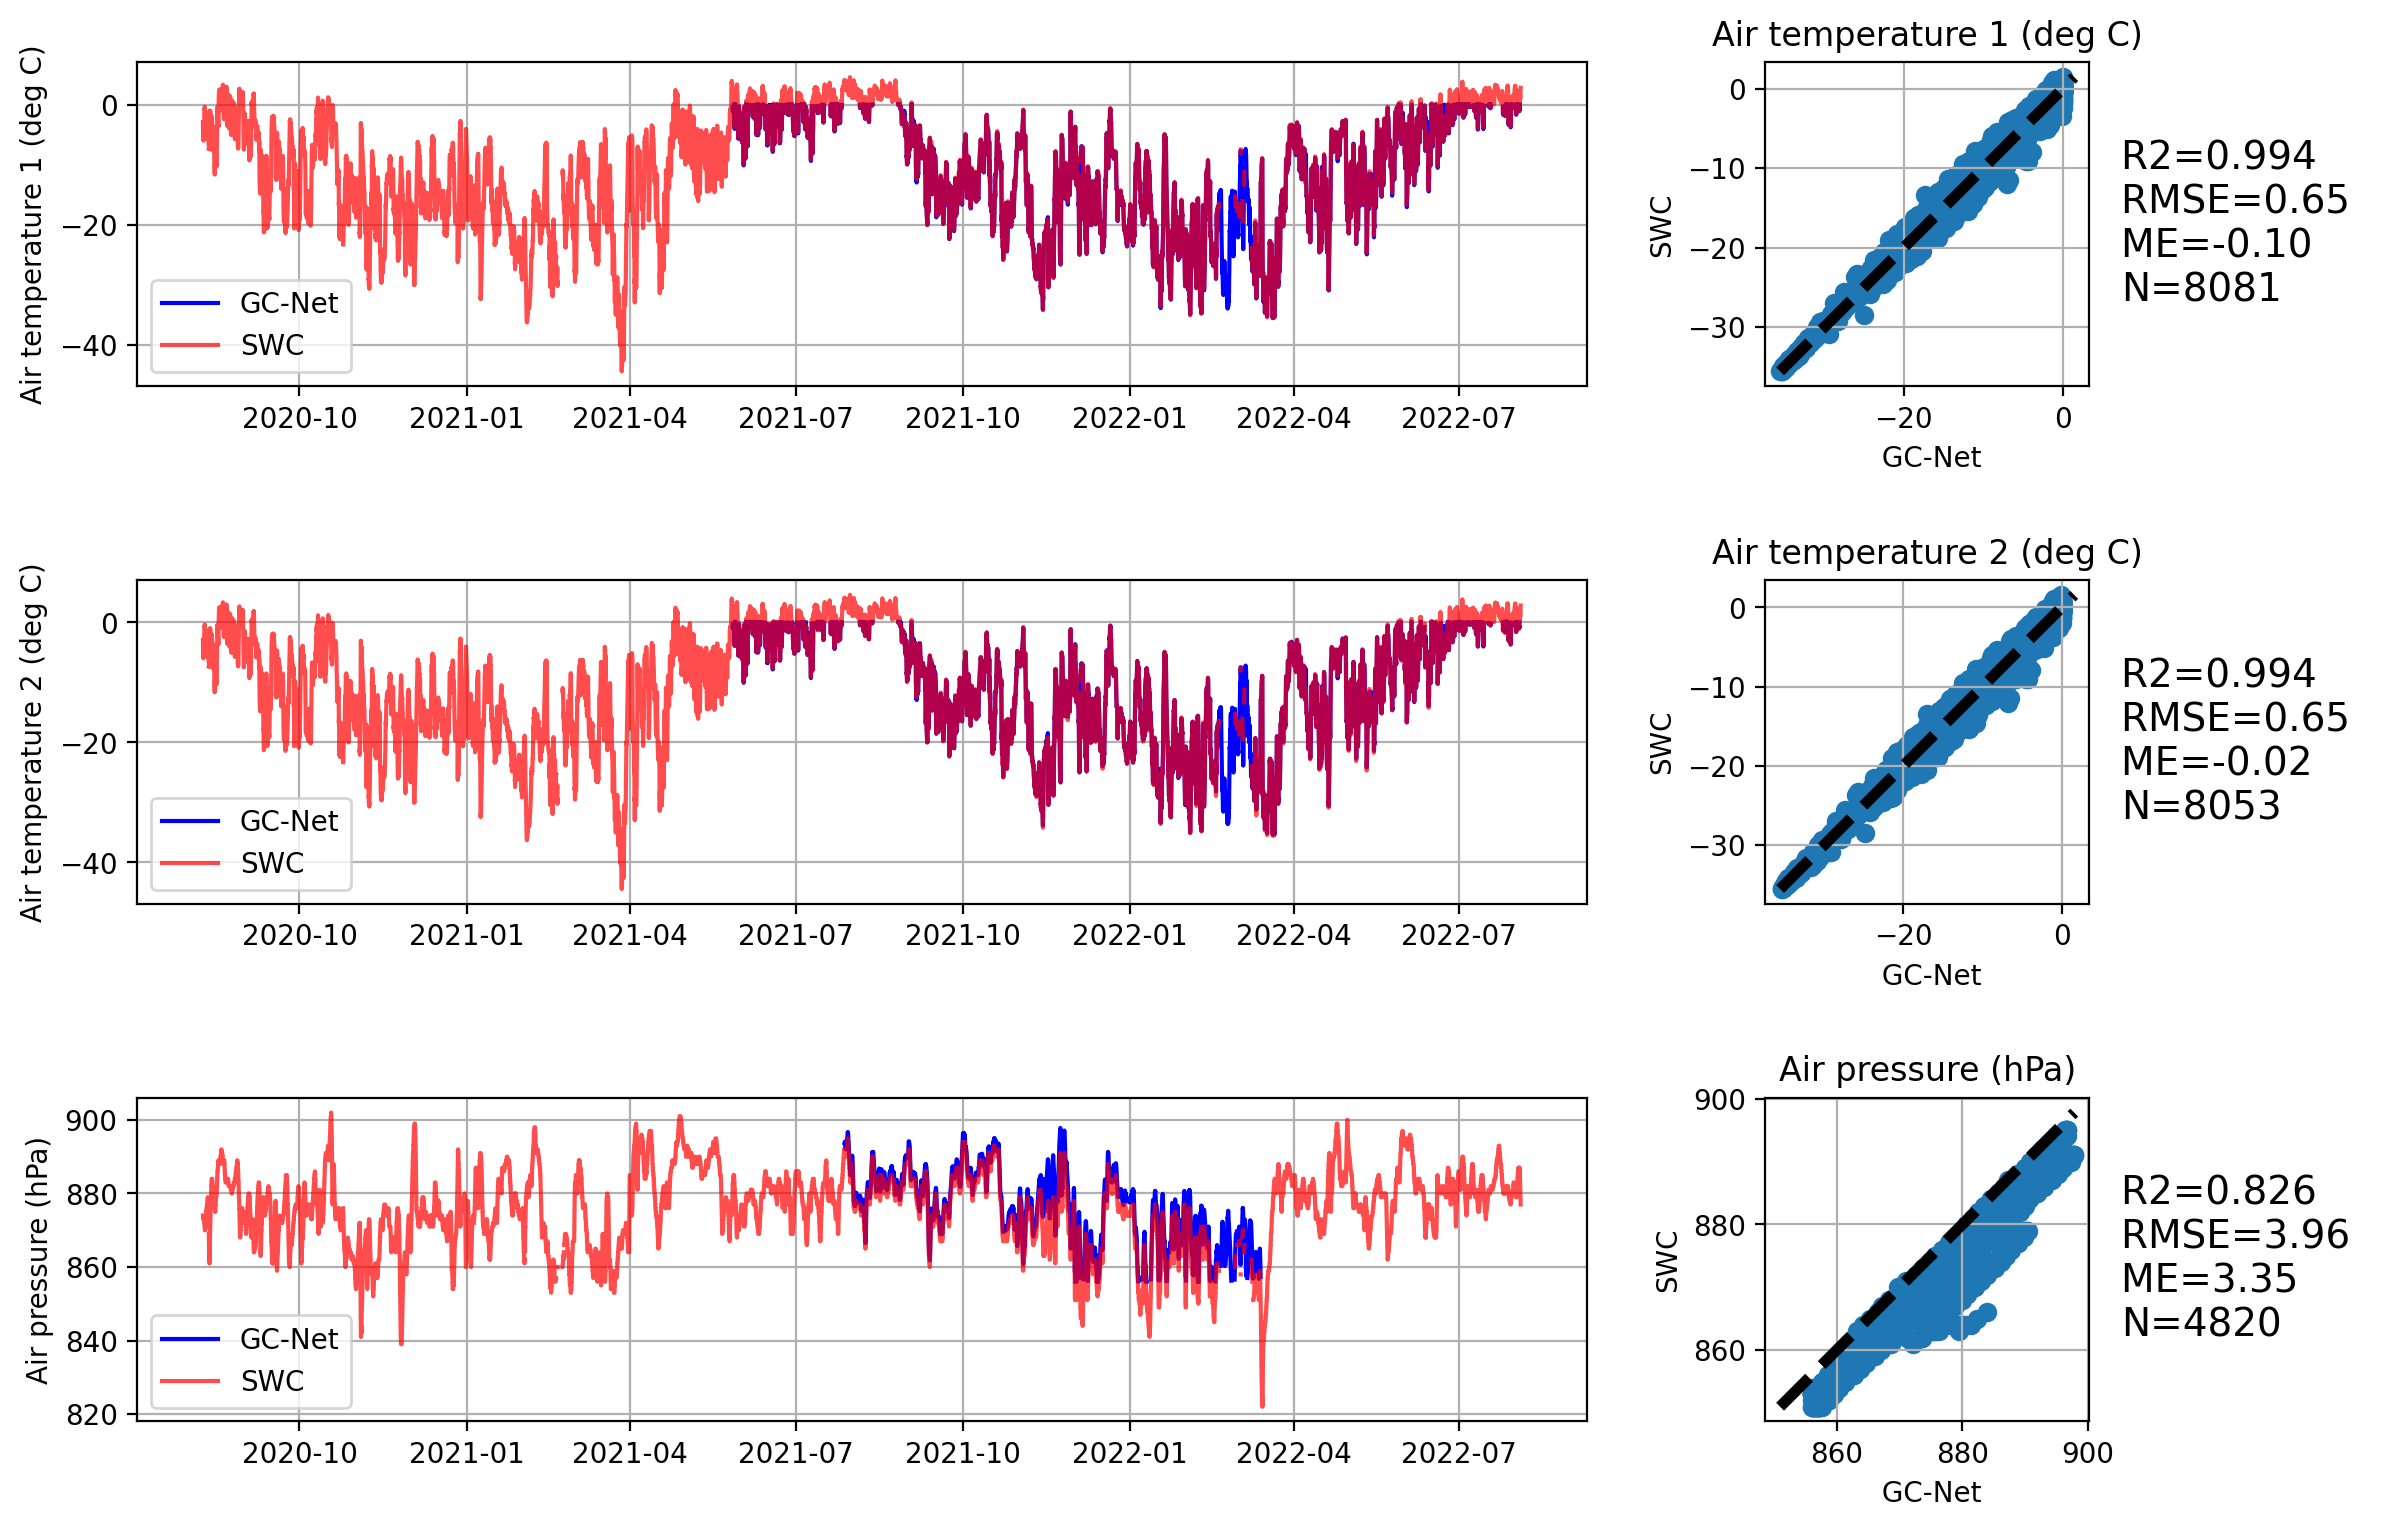 Air temperature 1 (deg C)
0
−20
−40
GC-Net
SWC
2020-10 2021-01 2021-04 2021-07 2021-10 2022-01 2022-04 2022-07
Air temperature 1 (deg C)
SWC
0
−10
−20
−30
−20 0
GC-Net
R2=0.994
RMSE=0.65
ME=-0.10
N=8081
Air temperature 2 (deg C)
0
−20
−40
GC-Net
SWC
2020-10 2021-01 2021-04 2021-07 2021-10 2022-01 2022-04 2022-07
Air temperature 2 (deg C)
SWC
0
−10
−20
−30
−20 0
GC-Net
R2=0.994
RMSE=0.65
ME=-0.02
N=8053
Air pressure (hPa)
900
880
860
840
820
GC-Net
SWC
2020-10 2021-01 2021-04 2021-07 2021-10 2022-01 2022-04 2022-07
Air pressure (hPa)
SWC
900
880
860
860 880 900
GC-Net
R2=0.826
RMSE=3.96
ME=3.35
N=4820